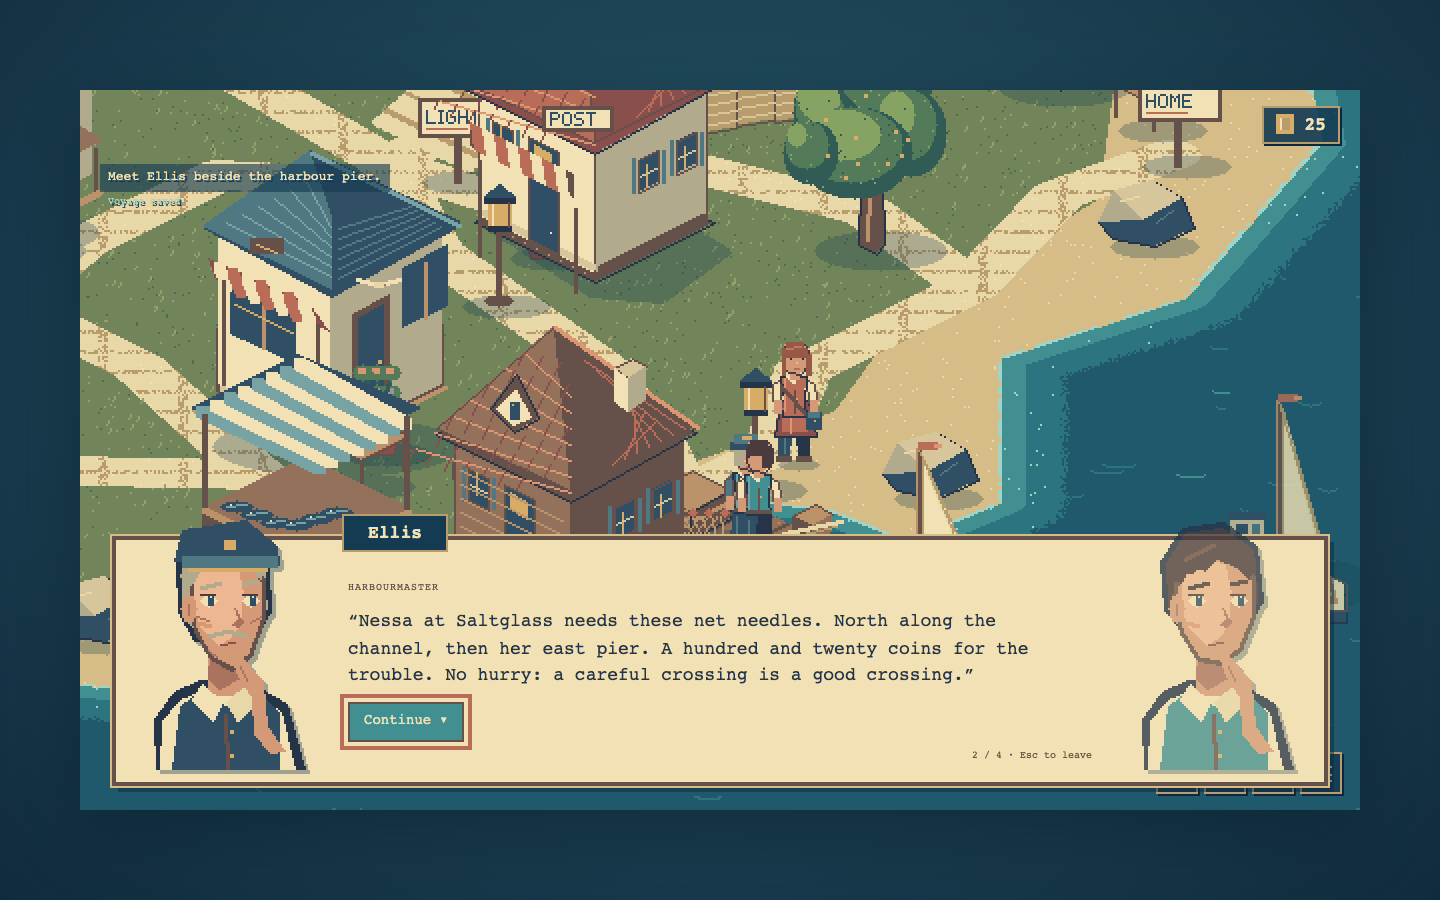 HOME
LIGH
POST
25
Meet Ellis beside the harbour pier.
Voyage saved
Ellis
HARBOURMASTER
“Nessa at Saltglass needs these net needles. North along the
channel, then her east pier. A hundred and twenty coins for the
trouble. No hurry: a careful crossing is a good crossing.”
Continue ▾
2 / 4 · Esc to leave